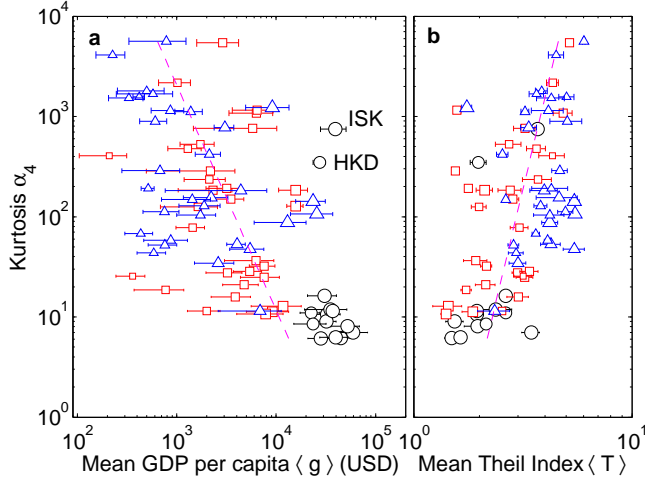 a
b
ISK
HKD
Kurtosis α₄
10⁴
10³
10²
10¹
10⁰
10² 10³ 10⁴ 10⁵
10⁰ 10¹
Mean GDP per capita ⟨ g ⟩ (USD)
Mean Theil Index ⟨ T ⟩